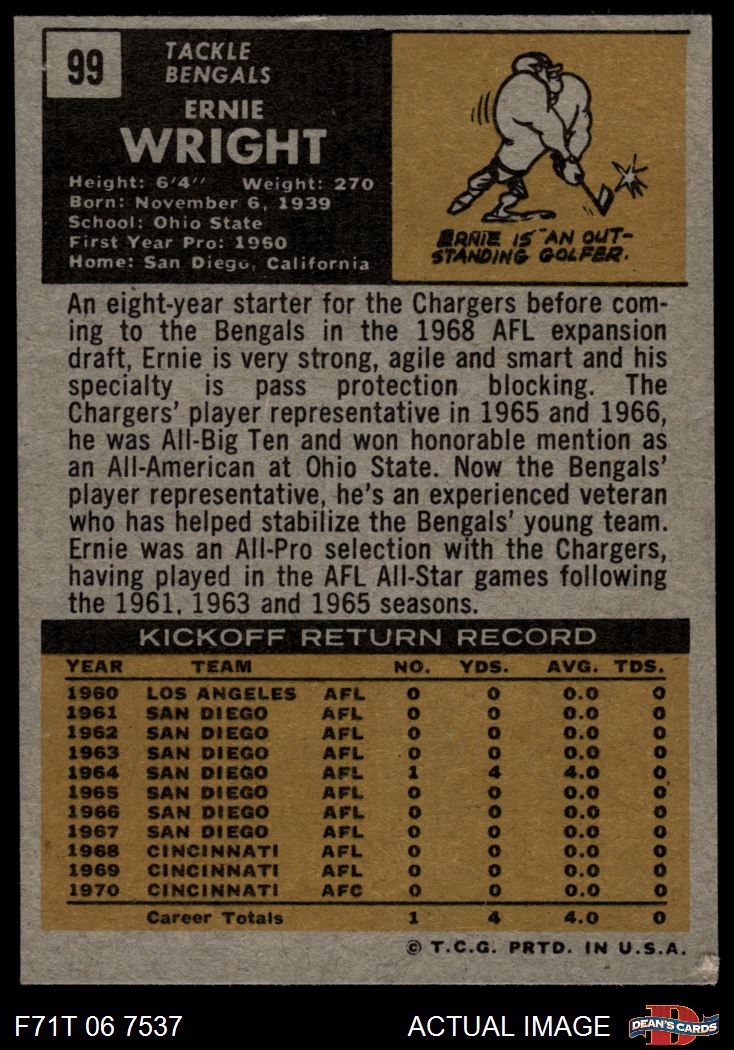 99
TACKLE
BENGALS
ERNIE
WRIGHT
Height: 6'4'' Weight: 270
Born: November 6, 1939
School: Ohio State
First Year Pro: 1960
Home: San Diego, California
ERNIE IS AN OUT-
STANDING GOLFER.
An eight-year starter for the Chargers before com-
ing to the Bengals in the 1968 AFL expansion
draft, Ernie is very strong, agile and smart and his
specialty is pass protection blocking. The
Chargers' player representative in 1965 and 1966,
he was All-Big Ten and won honorable mention as
an All-American at Ohio State. Now the Bengals'
player representative, he's an experienced veteran
who has helped stabilize the Bengals' young team.
Ernie was an All-Pro selection with the Chargers,
having played in the AFL All-Star games following
the 1961, 1963 and 1965 seasons.
KICKOFF RETURN RECORD
YEAR TEAM NO. YDS. AVG. TDS.
1960 LOS ANGELES AFL 0 0 0.0 0
1961 SAN DIEGO AFL 0 0 0.0 0
1962 SAN DIEGO AFL 0 0 0.0 0
1963 SAN DIEGO AFL 0 0 0.0 0
1964 SAN DIEGO AFL 1 4 4.0 0
1965 SAN DIEGO AFL 0 0 0.0 0
1966 SAN DIEGO AFL 0 0 0.0 0
1967 SAN DIEGO AFL 0 0 0.0 0
1968 CINCINNATI AFL 0 0 0.0 0
1969 CINCINNATI AFL 0 0 0.0 0
1970 CINCINNATI AFC 0 0 0.0 0
Career Totals 1 4 4.0 0
© T.C.G. PRTD. IN U.S.A.
F71T 06 7537 ACTUAL IMAGE DEAN'S CARDS